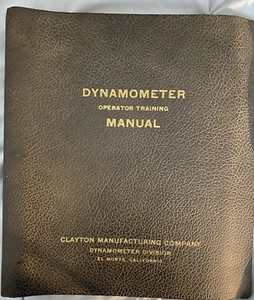 DYNAMOMETER
OPERATOR TRAINING
MANUAL
CLAYTON MANUFACTURING COMPANY
DYNAMOMETER DIVISION
EL MONTE, CALIFORNIA